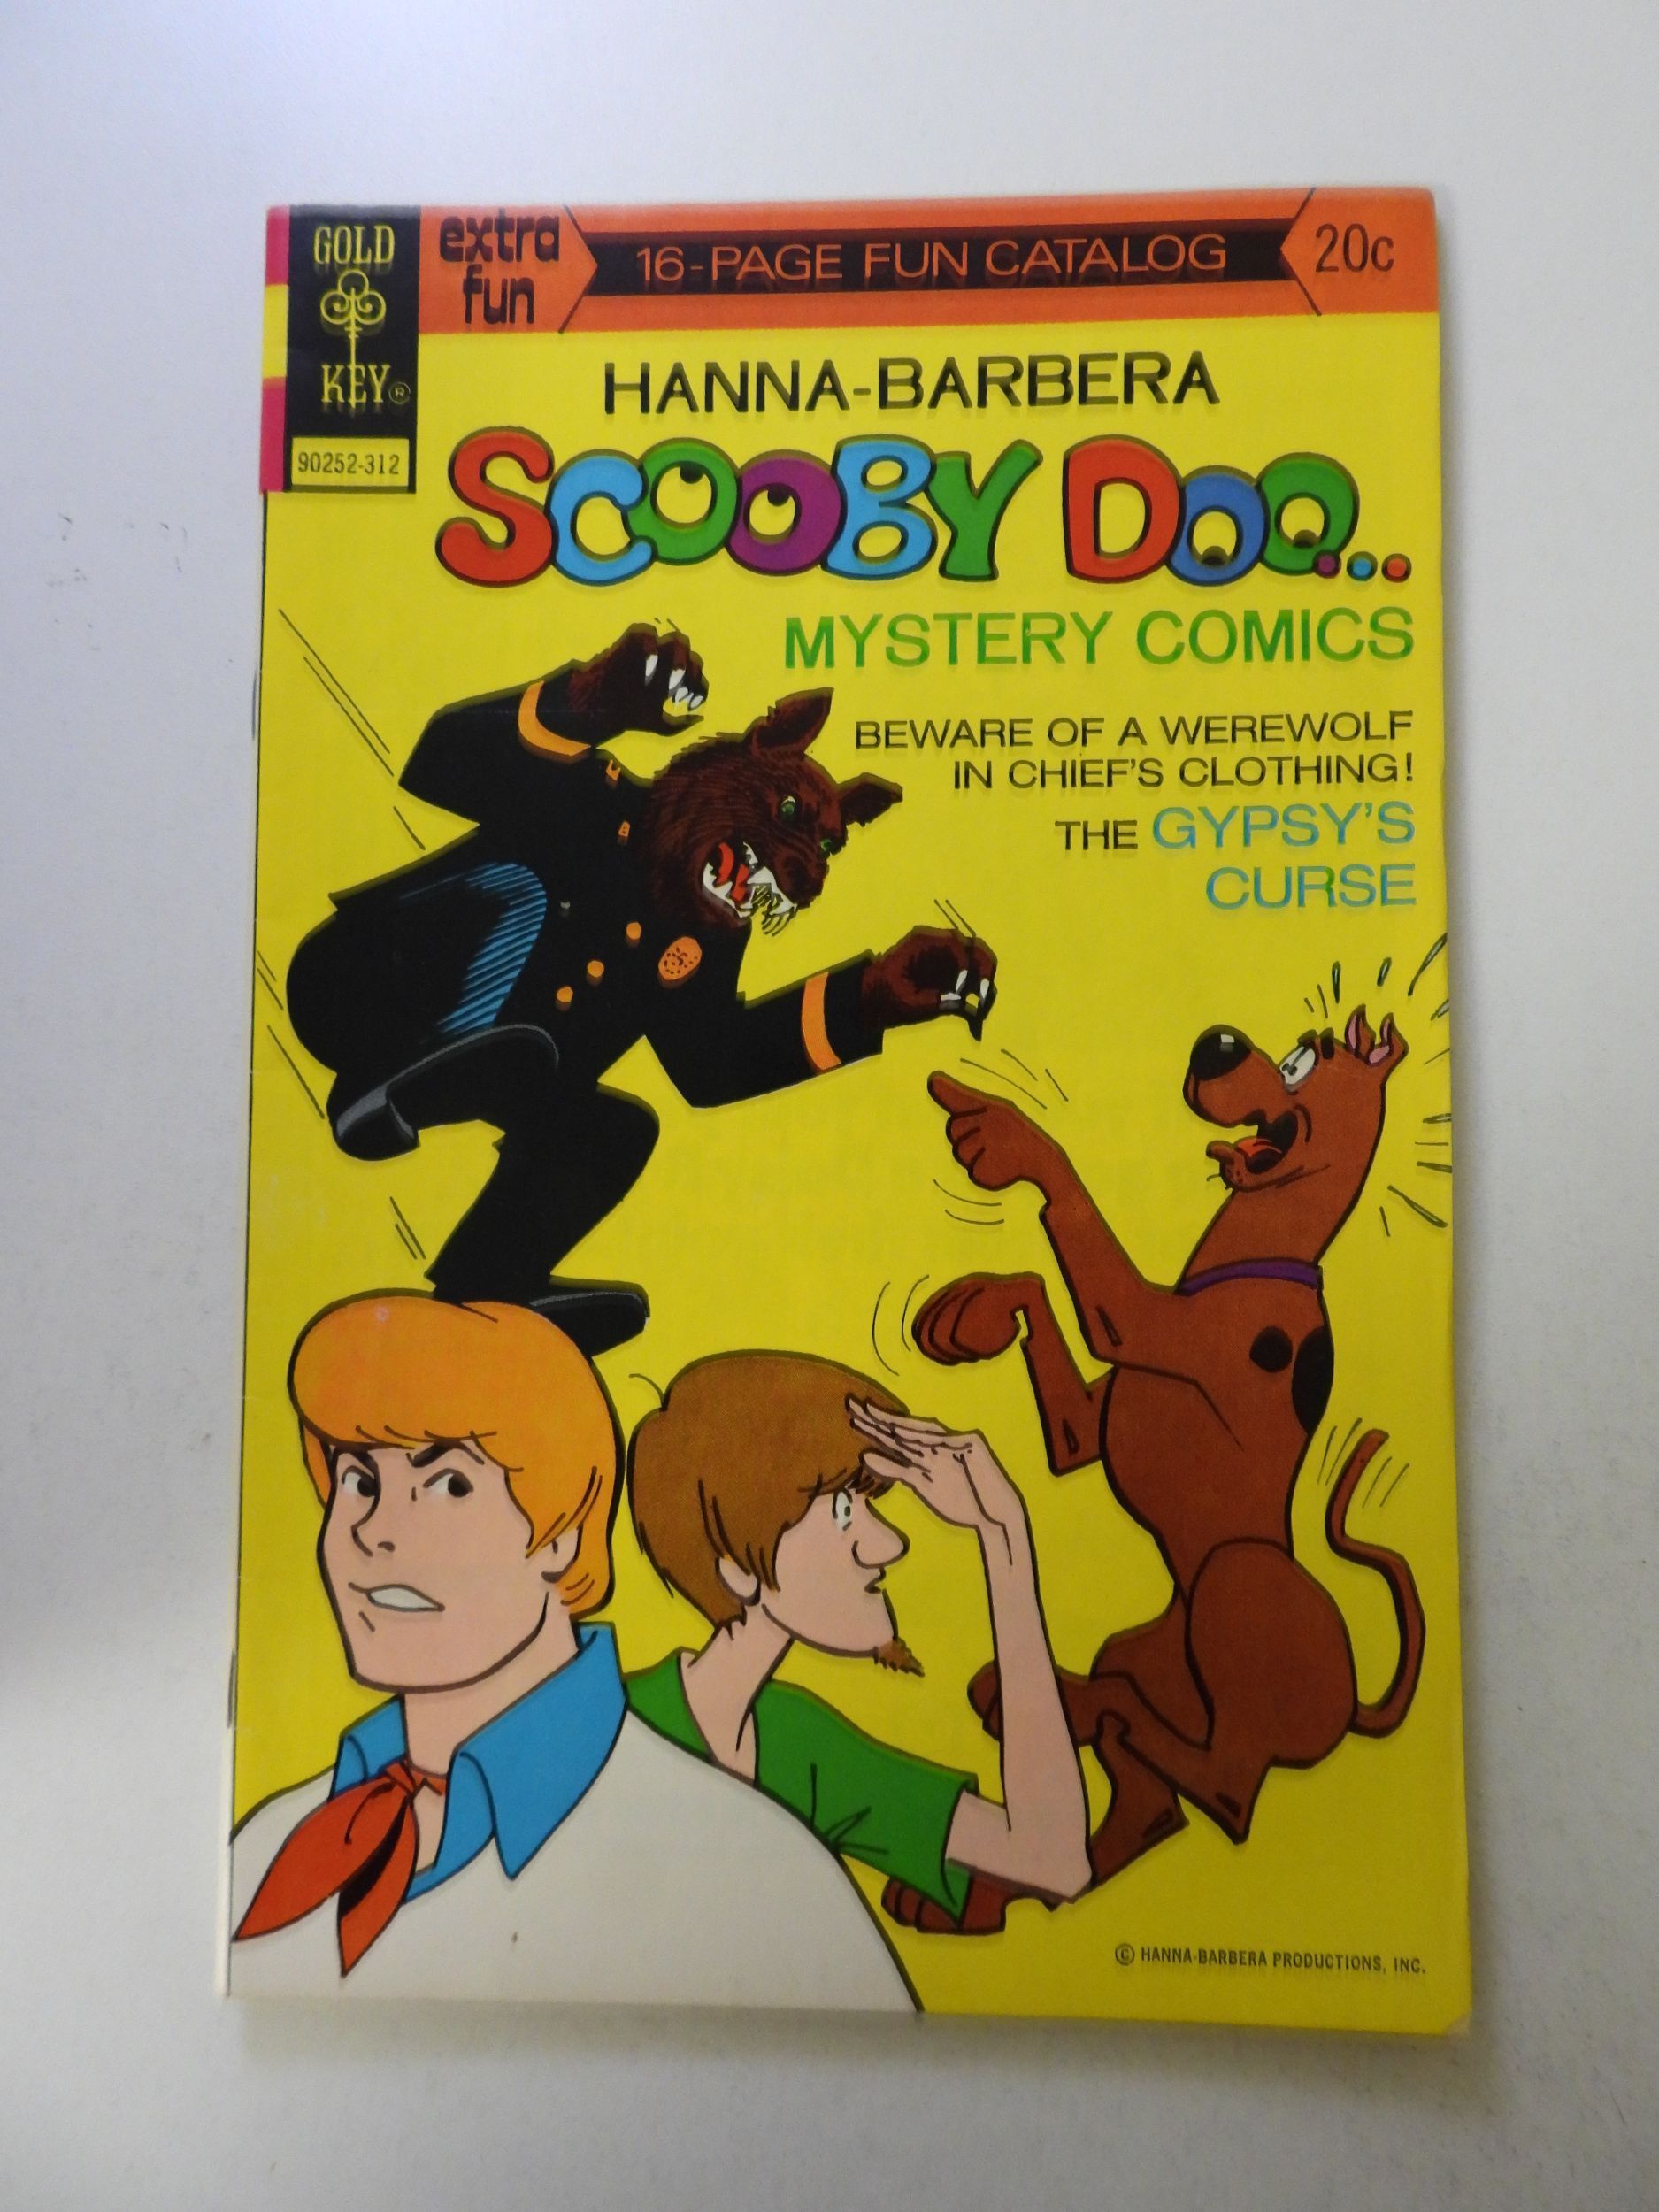 GOLD
KEY®
90252-312
extra
fun
16-PAGE FUN CATALOG
20c
HANNA-BARBERA
SCOOBY DOO...
MYSTERY COMICS
BEWARE OF A WEREWOLF
IN CHIEF'S CLOTHING!
THE GYPSY'S
CURSE
© HANNA-BARBERA PRODUCTIONS, INC.